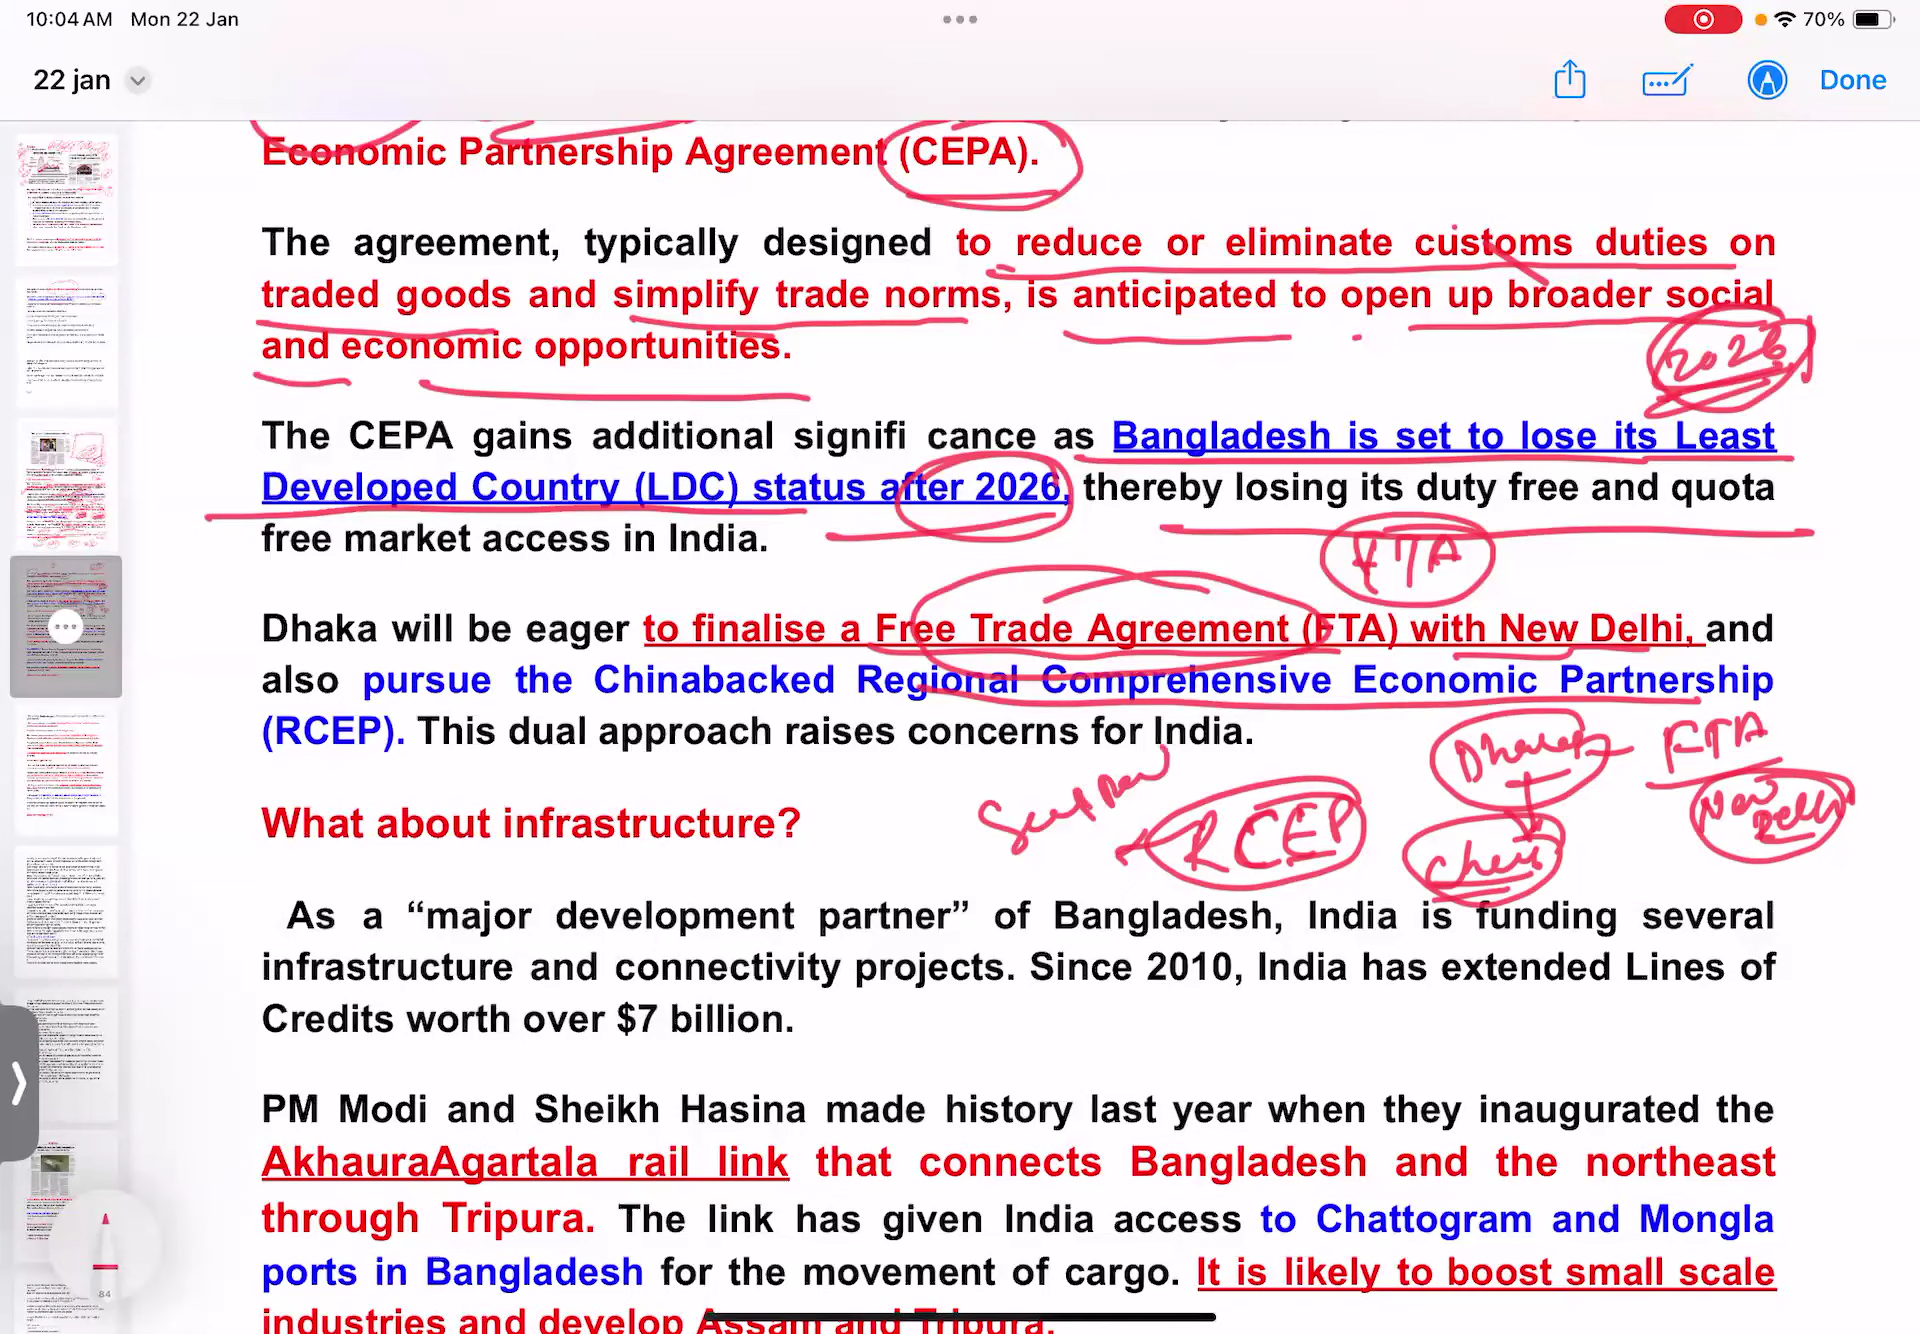 10:04 AM Mon 22 Jan
70%
22 jan
Done
Economic Partnership Agreement (CEPA).
The agreement, typically designed to reduce or eliminate customs duties on
traded goods and simplify trade norms, is anticipated to open up broader social
and economic opportunities.
2026
The CEPA gains additional signifi cance as Bangladesh is set to lose its Least
Developed Country (LDC) status after 2026, thereby losing its duty free and quota
free market access in India.
FTA
Dhaka will be eager to finalise a Free Trade Agreement (FTA) with New Delhi, and
also pursue the Chinabacked Regional Comprehensive Economic Partnership
(RCEP). This dual approach raises concerns for India.
FTA
New Delhi
RCEP
What about infrastructure?
As a “major development partner” of Bangladesh, India is funding several
infrastructure and connectivity projects. Since 2010, India has extended Lines of
Credits worth over $7 billion.
PM Modi and Sheikh Hasina made history last year when they inaugurated the
AkhauraAgartala rail link that connects Bangladesh and the northeast
through Tripura. The link has given India access to Chattogram and Mongla
ports in Bangladesh for the movement of cargo. It is likely to boost small scale
industries and develop Assam and Tripura.
84